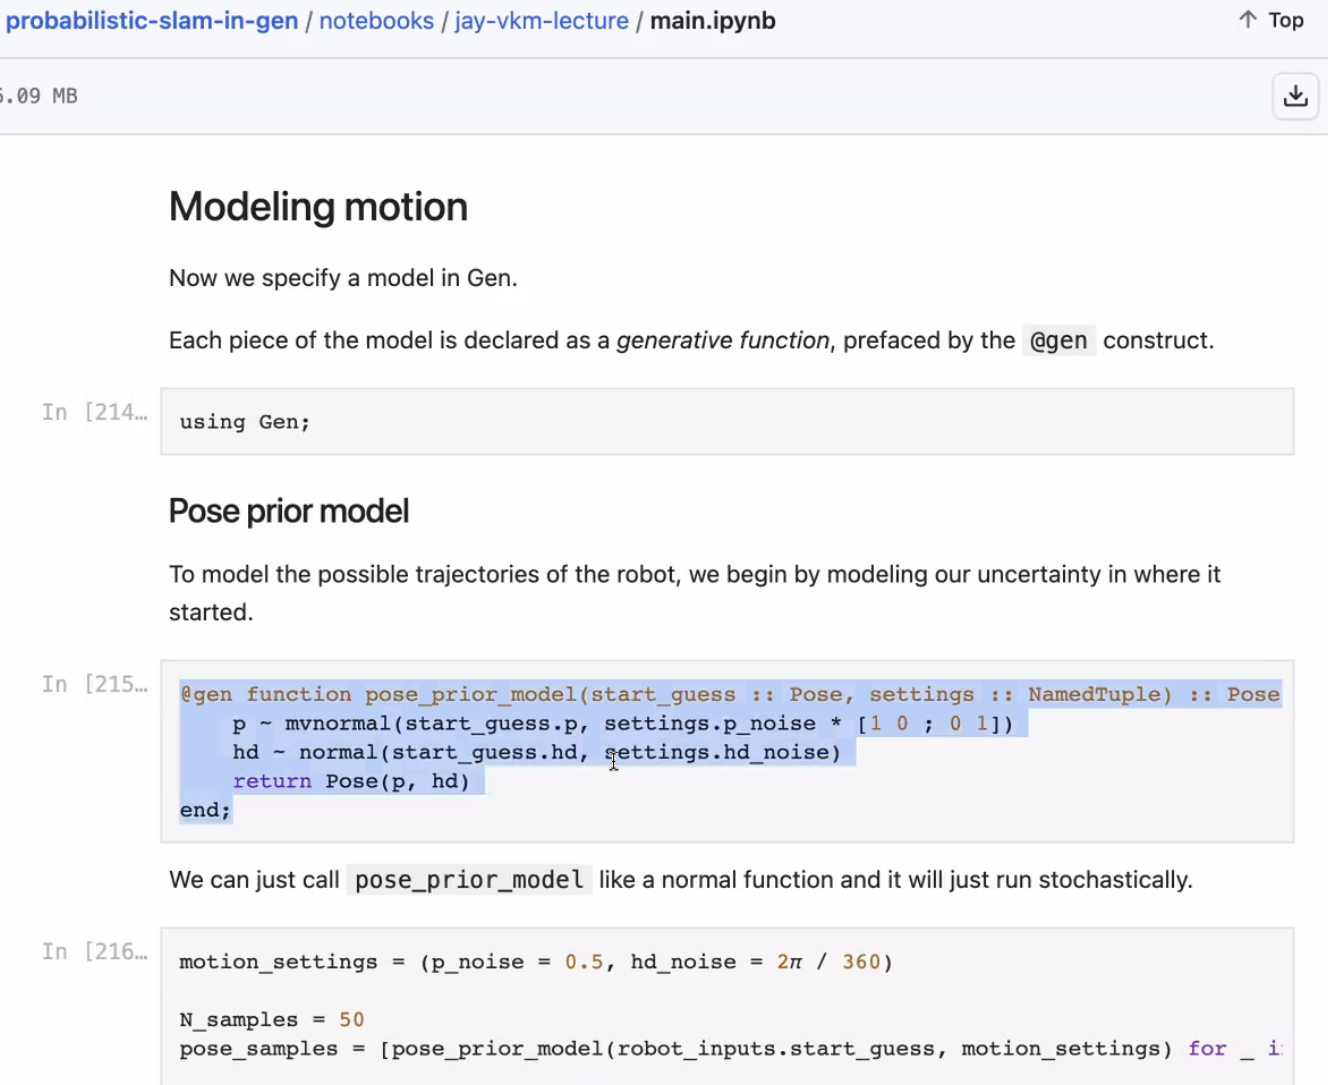 probabilistic-slam-in-gen / notebooks / jay-vkm-lecture / main.ipynb
↑ Top
.09 MB
Modeling motion
Now we specify a model in Gen.
Each piece of the model is declared as a generative function, prefaced by the @gen construct.
In [214…
using Gen;
Pose prior model
To model the possible trajectories of the robot, we begin by modeling our uncertainty in where it
started.
In [215…
@gen function pose_prior_model(start_guess :: Pose, settings :: NamedTuple) :: Pose
    p ~ mvnormal(start_guess.p, settings.p_noise * [1 0 ; 0 1])
    hd ~ normal(start_guess.hd, settings.hd_noise)
    return Pose(p, hd)
end;
We can just call pose_prior_model like a normal function and it will just run stochastically.
In [216…
motion_settings = (p_noise = 0.5, hd_noise = 2π / 360)
N_samples = 50
pose_samples = [pose_prior_model(robot_inputs.start_guess, motion_settings) for _ i